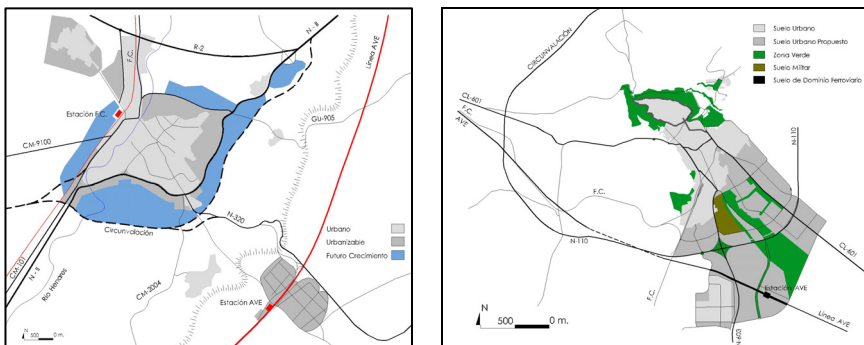 R-2
N - II
F.C.
Línea AVE
Estación F.C.
GU-905
CM-9100
Circunvalación
N-320
CM-101
N - II
Río Henares
CM-2004
Estación AVE
Urbano
Urbanizable
Futuro Crecimiento
N
500
0 m.
Suelo Urbano
Suelo Urbano Propuesto
Zona Verde
Suelo Militar
Suelo de Dominio Ferroviario
CIRCUNVALACIÓN
CL-601
F.C.
AVE
N-110
F.C.
N-110
CL-601
F.C.
Estación AVE
Línea AVE
N-603
N
500
0 m.